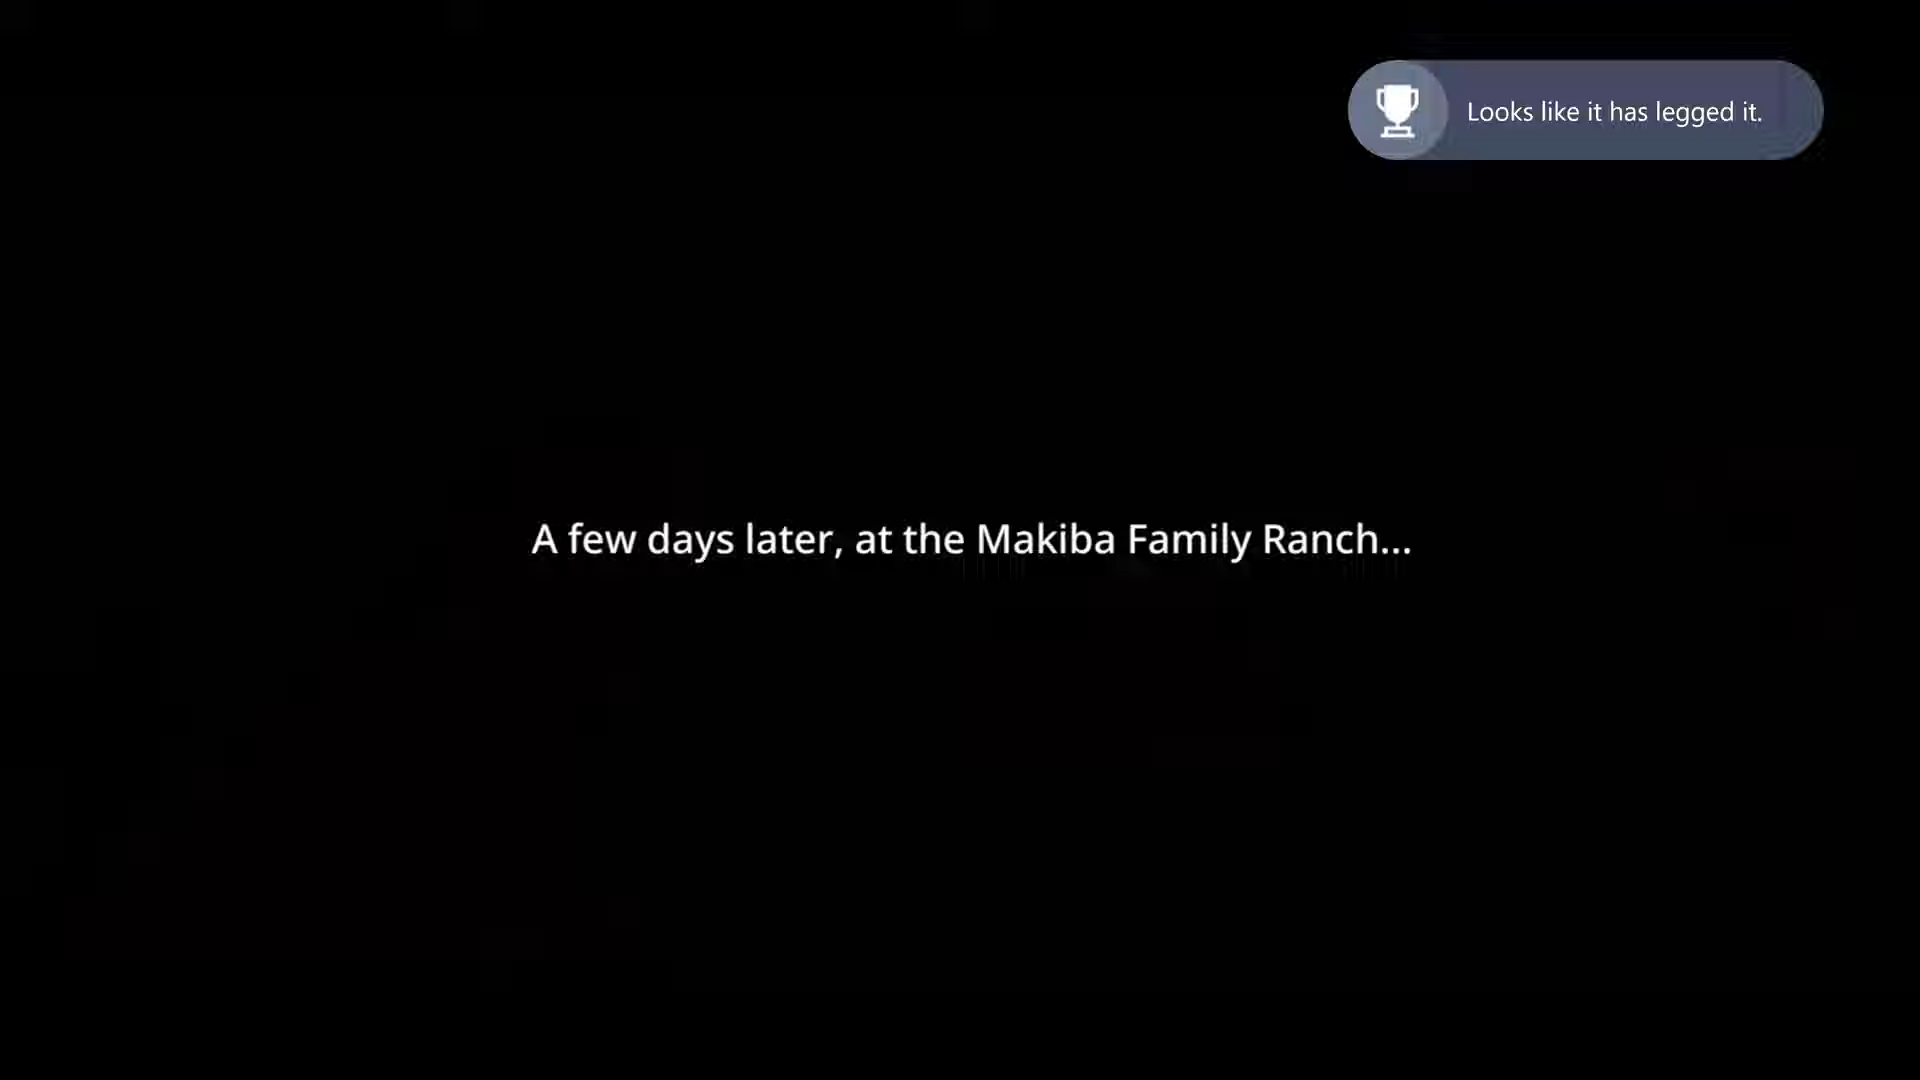 Looks like it has legged it.
A few days later, at the Makiba Family Ranch...